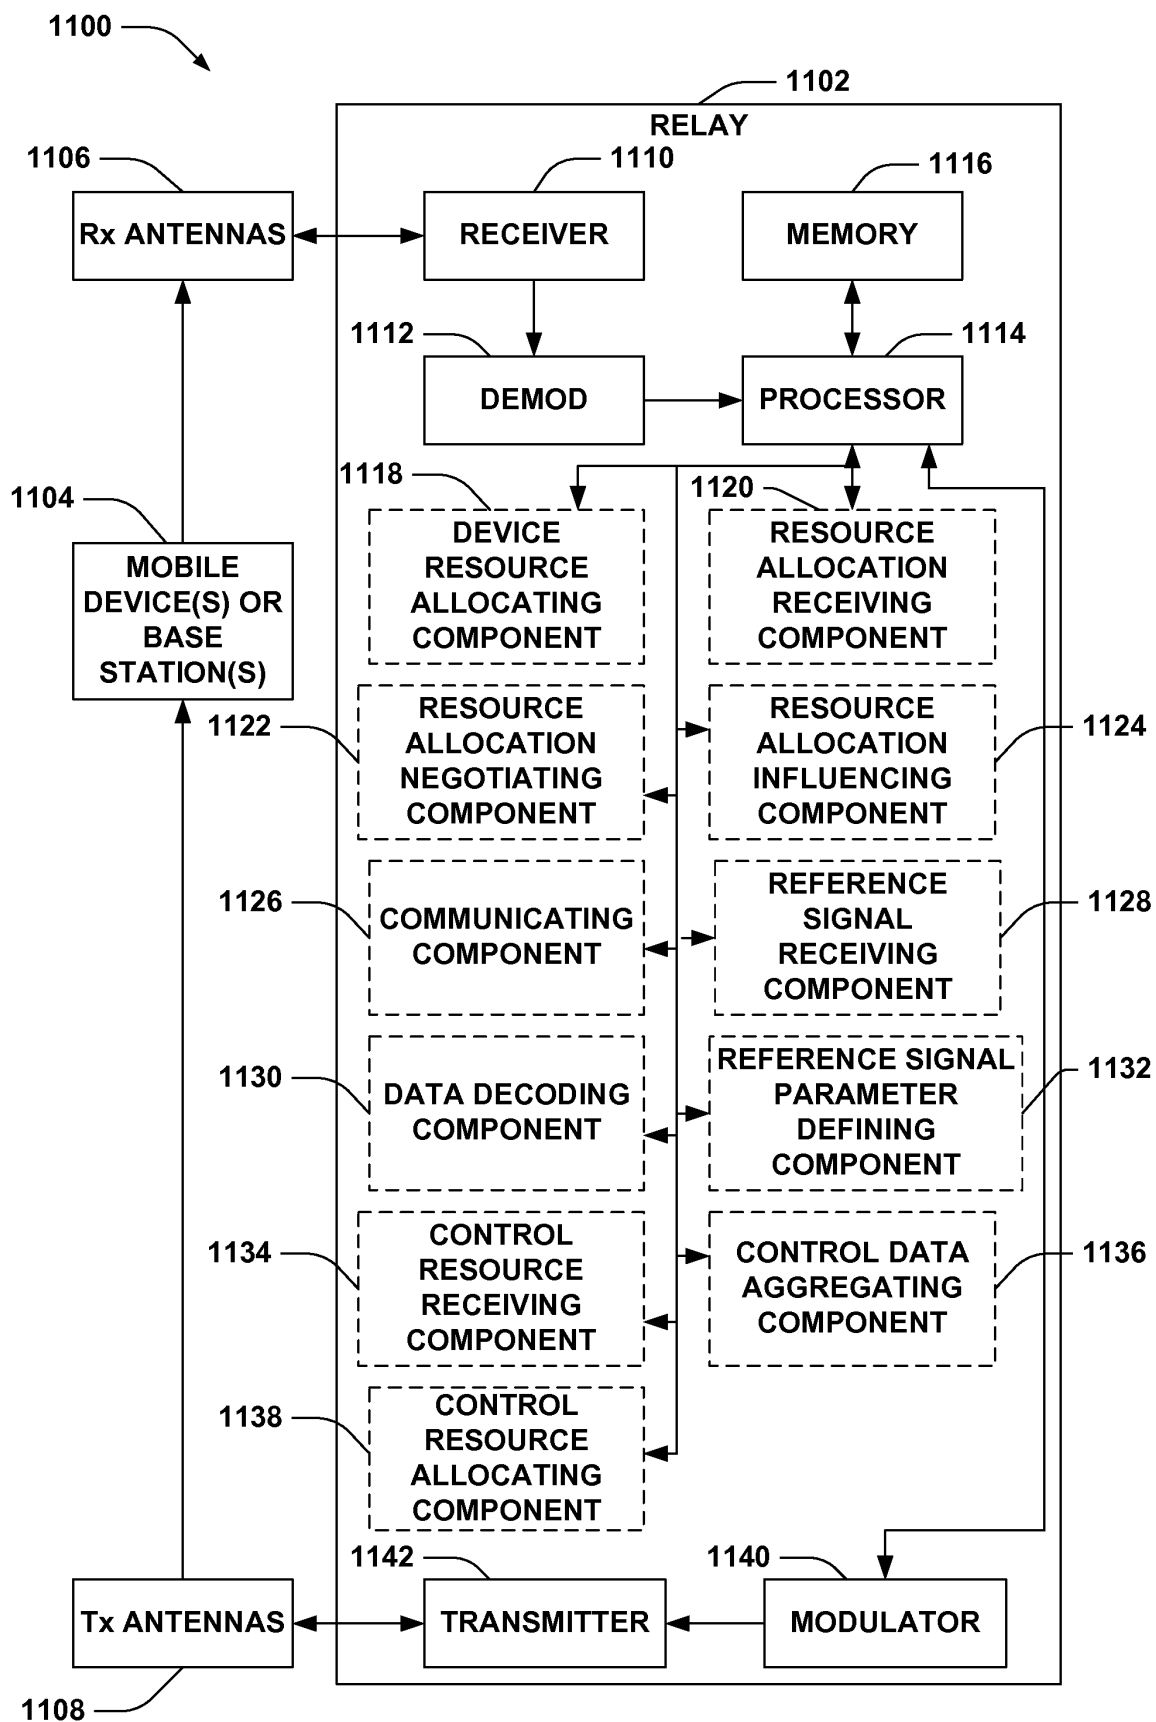 1100
1102
RELAY
1106
1110
1116
Rx ANTENNAS
RECEIVER
MEMORY
1112
1114
DEMOD
PROCESSOR
1118
1120
1104
DEVICE
RESOURCE
ALLOCATING
COMPONENT
RESOURCE
ALLOCATION
RECEIVING
COMPONENT
MOBILE
DEVICE(S) OR
BASE
STATION(S)
1122
RESOURCE
ALLOCATION
NEGOTIATING
COMPONENT
RESOURCE
ALLOCATION
INFLUENCING
COMPONENT
1124
1126
COMMUNICATING
COMPONENT
REFERENCE
SIGNAL
RECEIVING
COMPONENT
1128
1130
DATA DECODING
COMPONENT
REFERENCE SIGNAL
PARAMETER
DEFINING
COMPONENT
1132
1134
CONTROL
RESOURCE
RECEIVING
COMPONENT
CONTROL DATA
AGGREGATING
COMPONENT
1136
1138
CONTROL
RESOURCE
ALLOCATING
COMPONENT
1142
1140
Tx ANTENNAS
TRANSMITTER
MODULATOR
1108